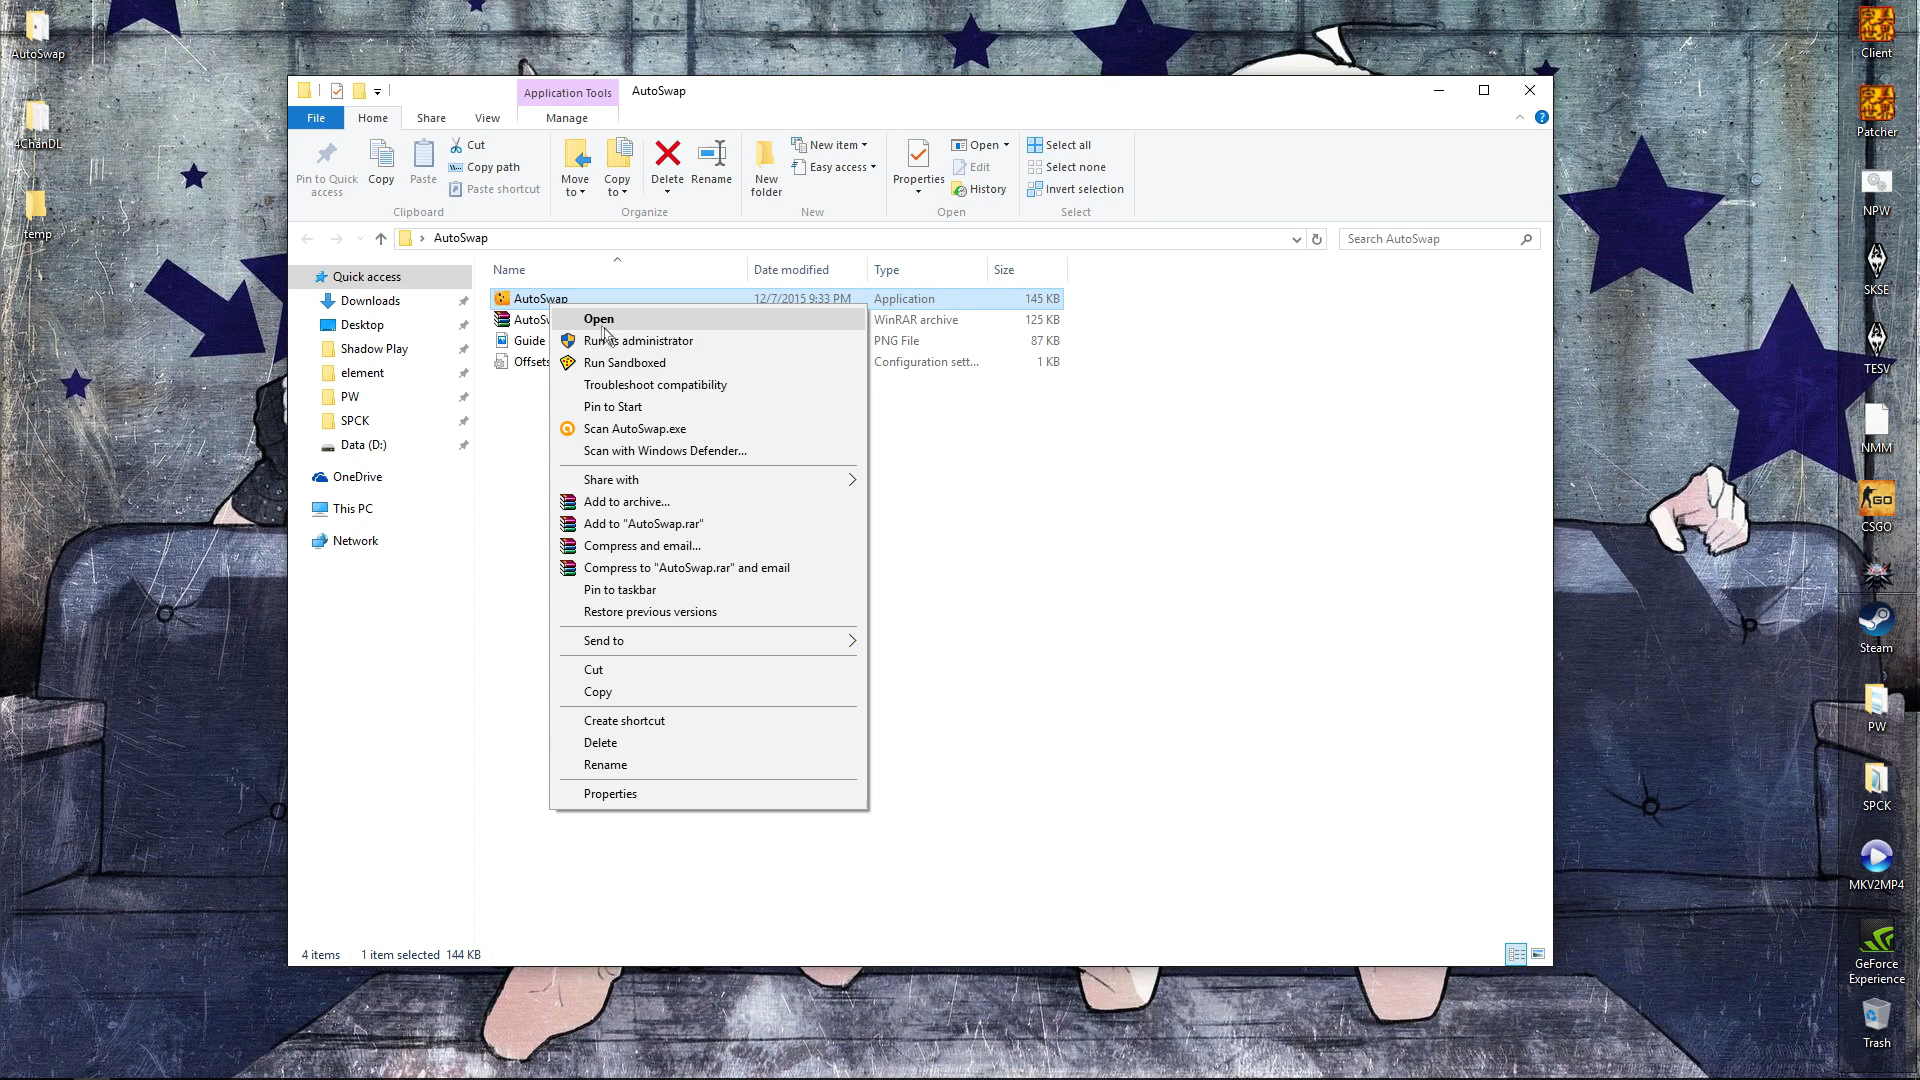 AutoSwap
4ChanDL
temp
Application Tools
AutoSwap
File
Home
Share
View
Manage
Pin to Quick access
Copy
Paste
Cut
Copy path
Paste shortcut
Clipboard
Move to
Copy to
Delete
Rename
Organize
New folder
New item
Easy access
New
Properties
Open
Edit
History
Open
Select all
Select none
Invert selection
Select
AutoSwap
Search AutoSwap
Quick access
Downloads
Desktop
Shadow Play
element
PW
SPCK
Data (D:)
OneDrive
This PC
Network
Name
Date modified
Type
Size
AutoSwap 12/7/2015 9:33 PM Application 145 KB
AutoSw WinRAR archive 125 KB
Guide PNG File 87 KB
Offsets Configuration sett... 1 KB
Open
Run as administrator
Run Sandboxed
Troubleshoot compatibility
Pin to Start
Scan AutoSwap.exe
Scan with Windows Defender...
Share with
Add to archive...
Add to "AutoSwap.rar"
Compress and email...
Compress to "AutoSwap.rar" and email
Pin to taskbar
Restore previous versions
Send to
Cut
Copy
Create shortcut
Delete
Rename
Properties
4 items
1 item selected 144 KB
Client
Patcher
NPW
SKSE
TESV
NMM
GO
CSGO
Steam
PW
SPCK
MKV2MP4
GeForce
Experience
Trash